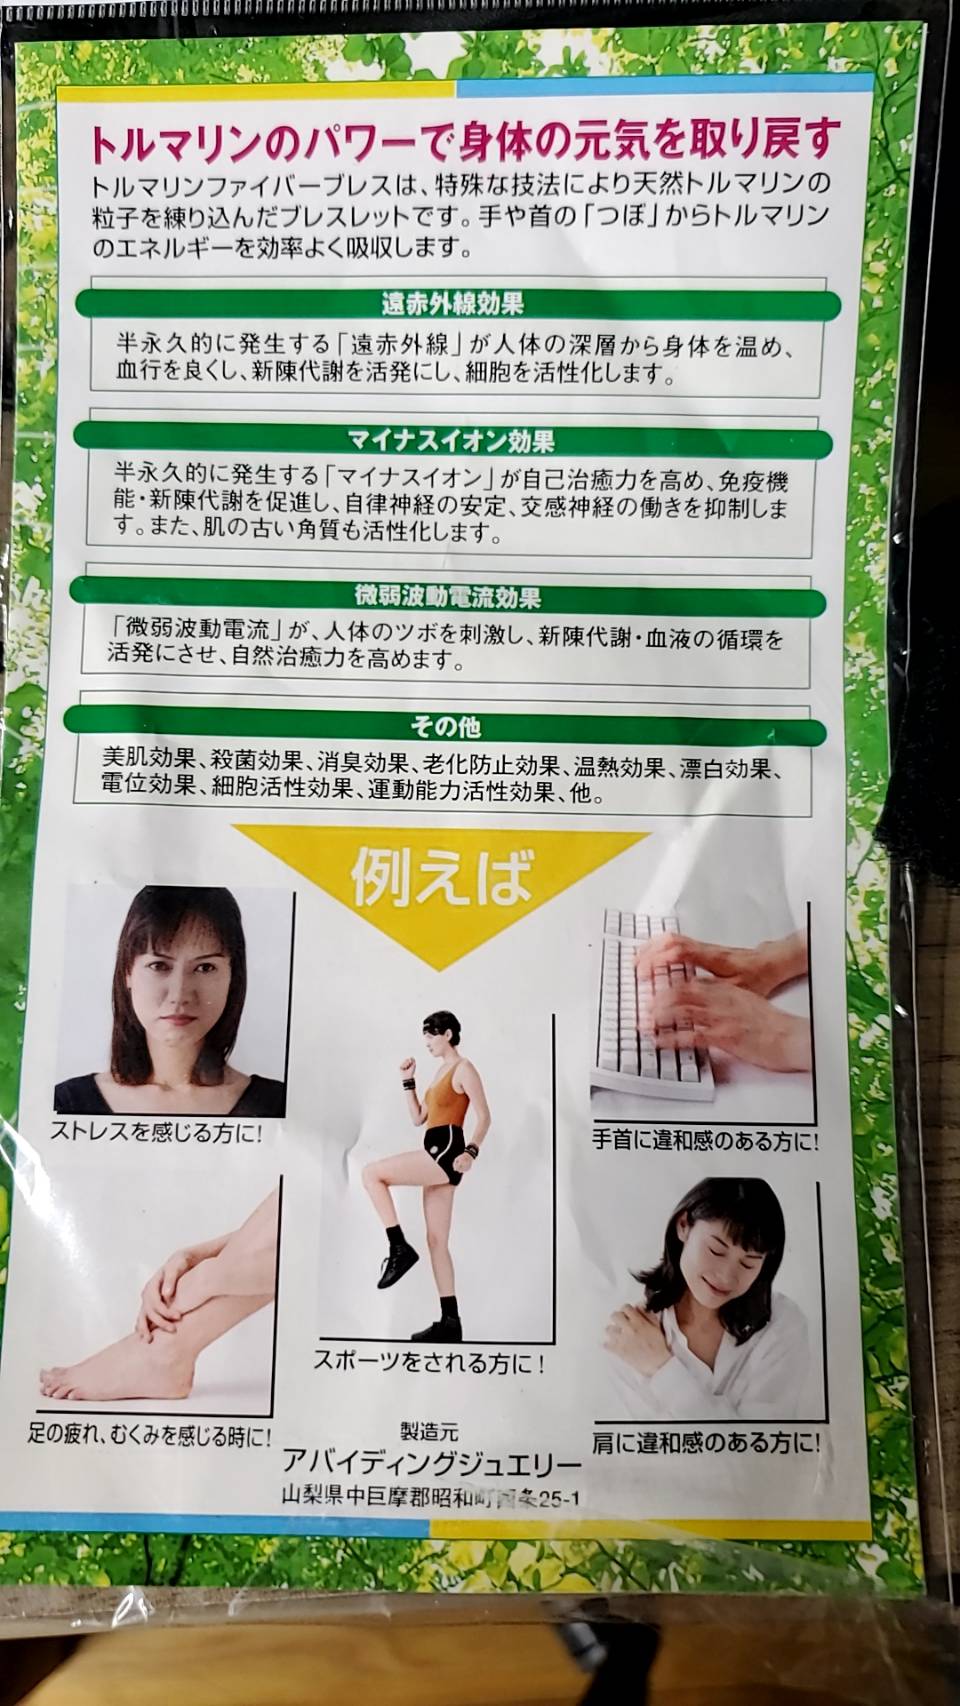 トルマリンのパワーで身体の元気を取り戻す
トルマリンファイバーブレスは、特殊な技法により天然トルマリンの
粒子を練り込んだブレスレットです。手や首の「つぼ」からトルマリン
のエネルギーを効率よく吸収します。
遠赤外線効果
半永久的に発生する「遠赤外線」が人体の深層から身体を温め、
血行を良くし、新陳代謝を活発にし、細胞を活性化します。
マイナスイオン効果
半永久的に発生する「マイナスイオン」が自己治癒力を高め、免疫機
能・新陳代謝を促進し、自律神経の安定、交感神経の働きを抑制しま
す。また、肌の古い角質も活性化します。
微弱波動電流効果
「微弱波動電流」が、人体のツボを刺激し、新陳代謝・血液の循環を
活発にさせ、自然治癒力を高めます。
その他
美肌効果、殺菌効果、消臭効果、老化防止効果、温熱効果、漂白効果、
電位効果、細胞活性効果、運動能力活性効果、他。
例えば
ストレスを感じる方に!
手首に違和感のある方に!
スポーツをされる方に!
足の疲れ、むくみを感じる時に!
肩に違和感のある方に!
製造元
アバイディングジュエリー
山梨県中巨摩郡昭和町西条25-1